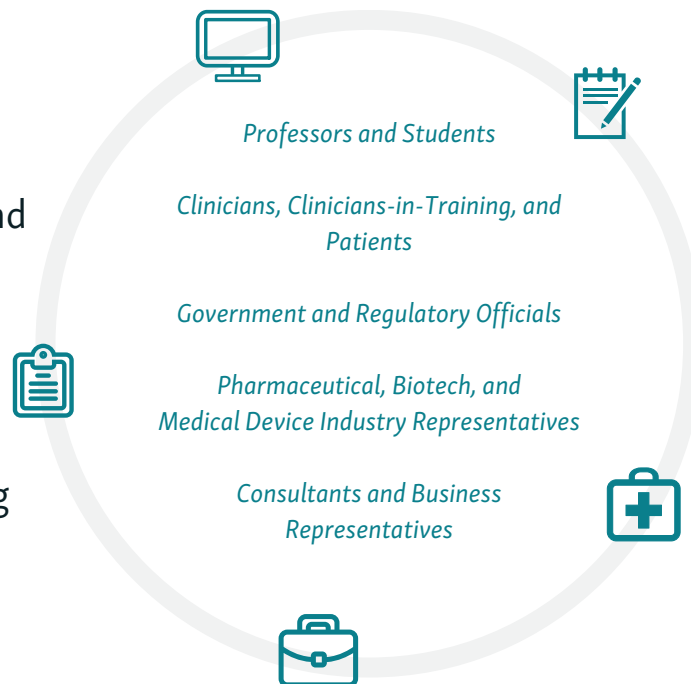 Professors and Students
Clinicians, Clinicians-in-Training, and
Patients
Government and Regulatory Officials
Pharmaceutical, Biotech, and
Medical Device Industry Representatives
Consultants and Business
Representatives